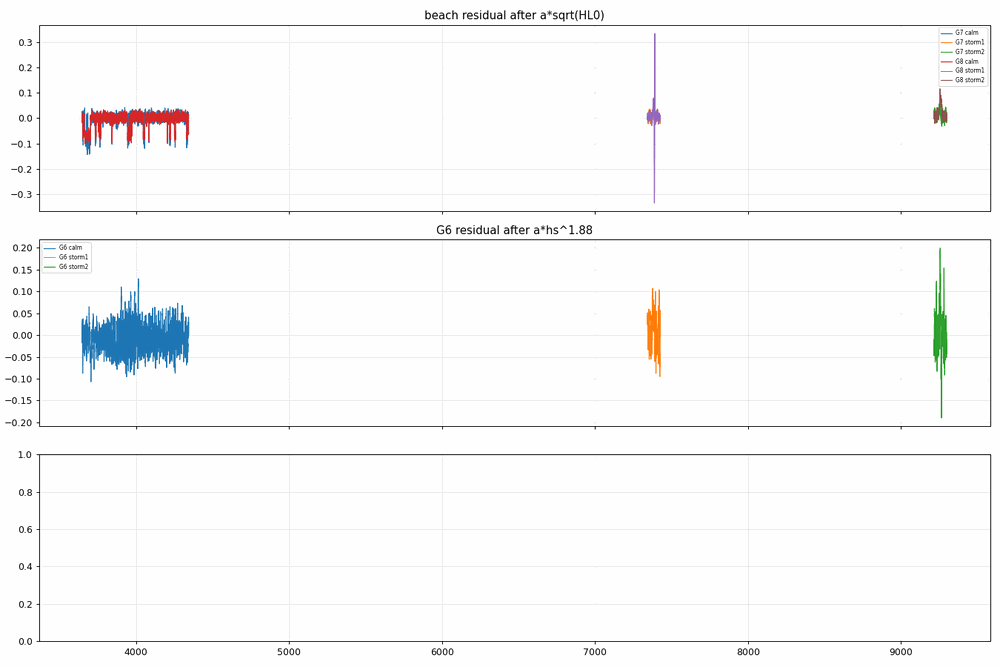 beach residual after a*sqrt(HL0)
0.3
0.2
0.1
0.0
−0.1
−0.2
−0.3
G7 calm
G7 storm1
G7 storm2
G8 calm
G8 storm1
G8 storm2
G6 residual after a*hs^1.88
0.20
0.15
0.10
0.05
0.00
−0.05
−0.10
−0.15
−0.20
G6 calm
G6 storm1
G6 storm2
1.0
0.8
0.6
0.4
0.2
0.0
4000 5000 6000 7000 8000 9000